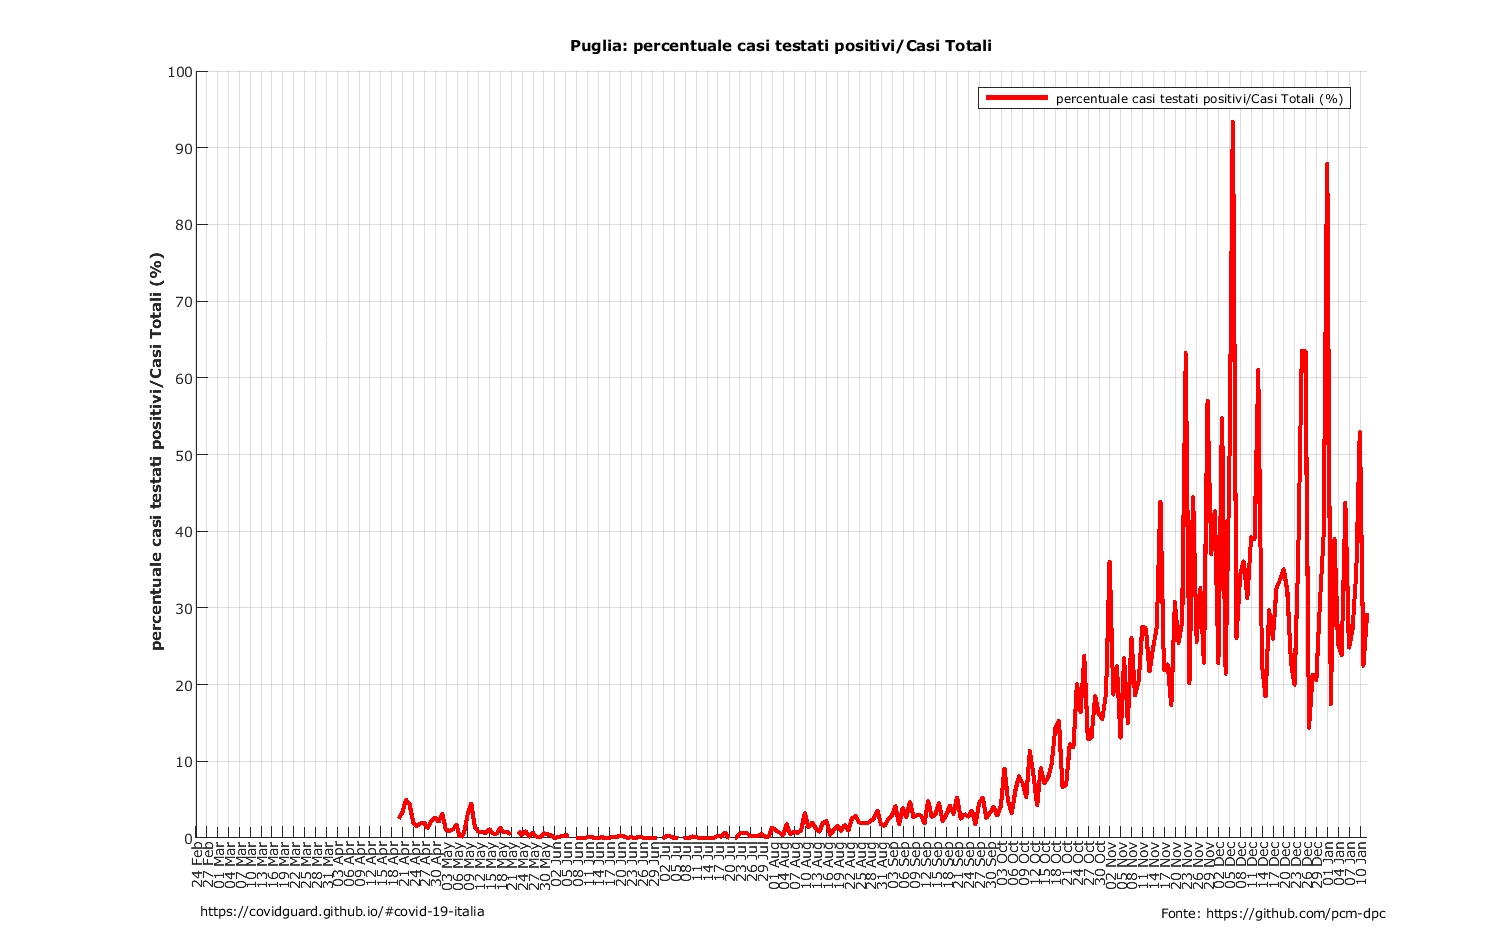 Puglia: percentuale casi testati positivi/Casi Totali
percentuale casi testati positivi/Casi Totali (%)
percentuale casi testati positivi/Casi Totali (%)
100
90
80
70
60
50
40
30
20
10
0
24 Feb
27 Feb
01 Mar
04 Mar
07 Mar
10 Mar
13 Mar
16 Mar
19 Mar
22 Mar
25 Mar
28 Mar
31 Mar
03 Apr
06 Apr
09 Apr
12 Apr
15 Apr
18 Apr
21 Apr
24 Apr
27 Apr
30 Apr
03 May
06 May
09 May
12 May
15 May
18 May
21 May
24 May
27 May
30 May
02 Jun
05 Jun
08 Jun
11 Jun
14 Jun
17 Jun
20 Jun
23 Jun
26 Jun
29 Jun
02 Jul
05 Jul
08 Jul
11 Jul
14 Jul
17 Jul
20 Jul
23 Jul
26 Jul
29 Jul
01 Aug
04 Aug
07 Aug
10 Aug
13 Aug
16 Aug
19 Aug
22 Aug
25 Aug
28 Aug
31 Aug
03 Sep
06 Sep
09 Sep
12 Sep
15 Sep
18 Sep
21 Sep
24 Sep
27 Sep
30 Sep
03 Oct
06 Oct
09 Oct
12 Oct
15 Oct
18 Oct
21 Oct
24 Oct
27 Oct
30 Oct
02 Nov
05 Nov
08 Nov
11 Nov
14 Nov
17 Nov
20 Nov
23 Nov
26 Nov
29 Nov
02 Dec
05 Dec
08 Dec
11 Dec
14 Dec
17 Dec
20 Dec
23 Dec
26 Dec
29 Dec
01 Jan
04 Jan
07 Jan
10 Jan
https://covidguard.github.io/#covid-19-italia
Fonte: https://github.com/pcm-dpc